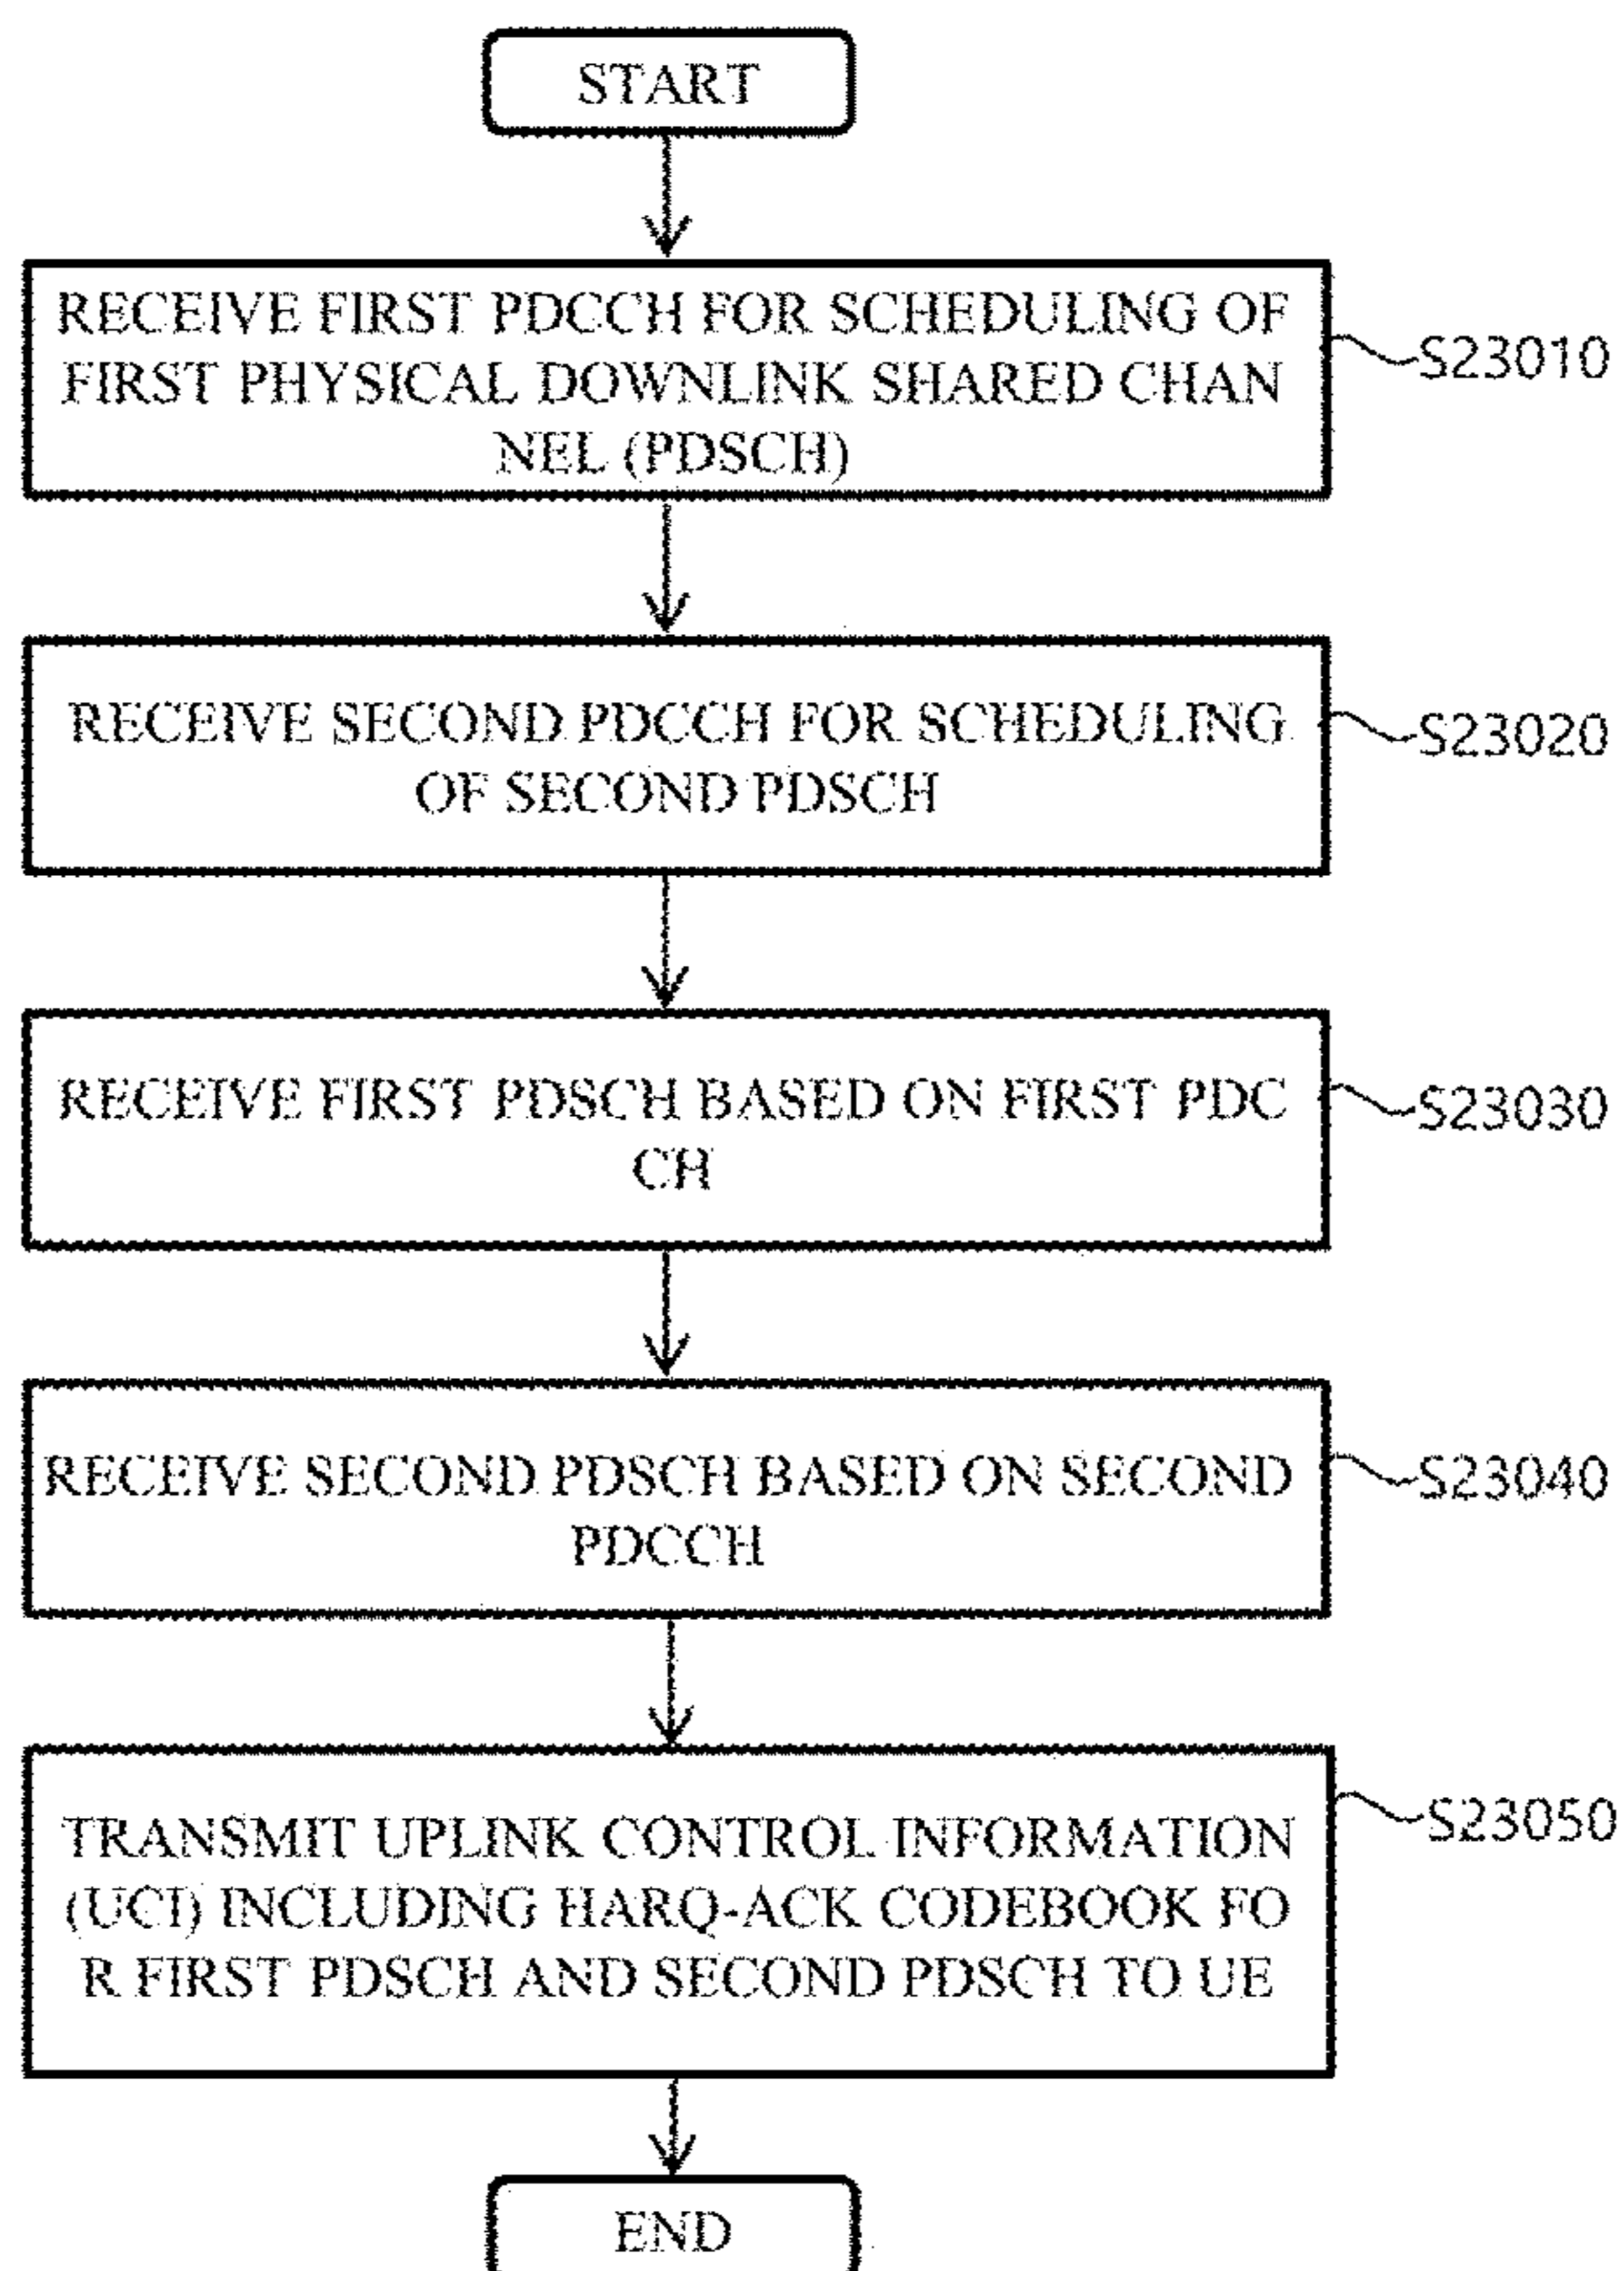 START
RECEIVE FIRST PDCCH FOR SCHEDULING OF
FIRST PHYSICAL DOWNLINK SHARED CHAN
NEL (PDSCH)
S23010
RECEIVE SECOND PDCCH FOR SCHEDULING
OF SECOND PDSCH
S23020
RECEIVE FIRST PDSCH BASED ON FIRST PDC
CH
S23030
RECEIVE SECOND PDSCH BASED ON SECOND
PDCCH
S23040
TRANSMIT UPLINK CONTROL INFORMATION
(UCI) INCLUDING HARQ-ACK CODEBOOK FO
R FIRST PDSCH AND SECOND PDSCH TO UE
S23050
END